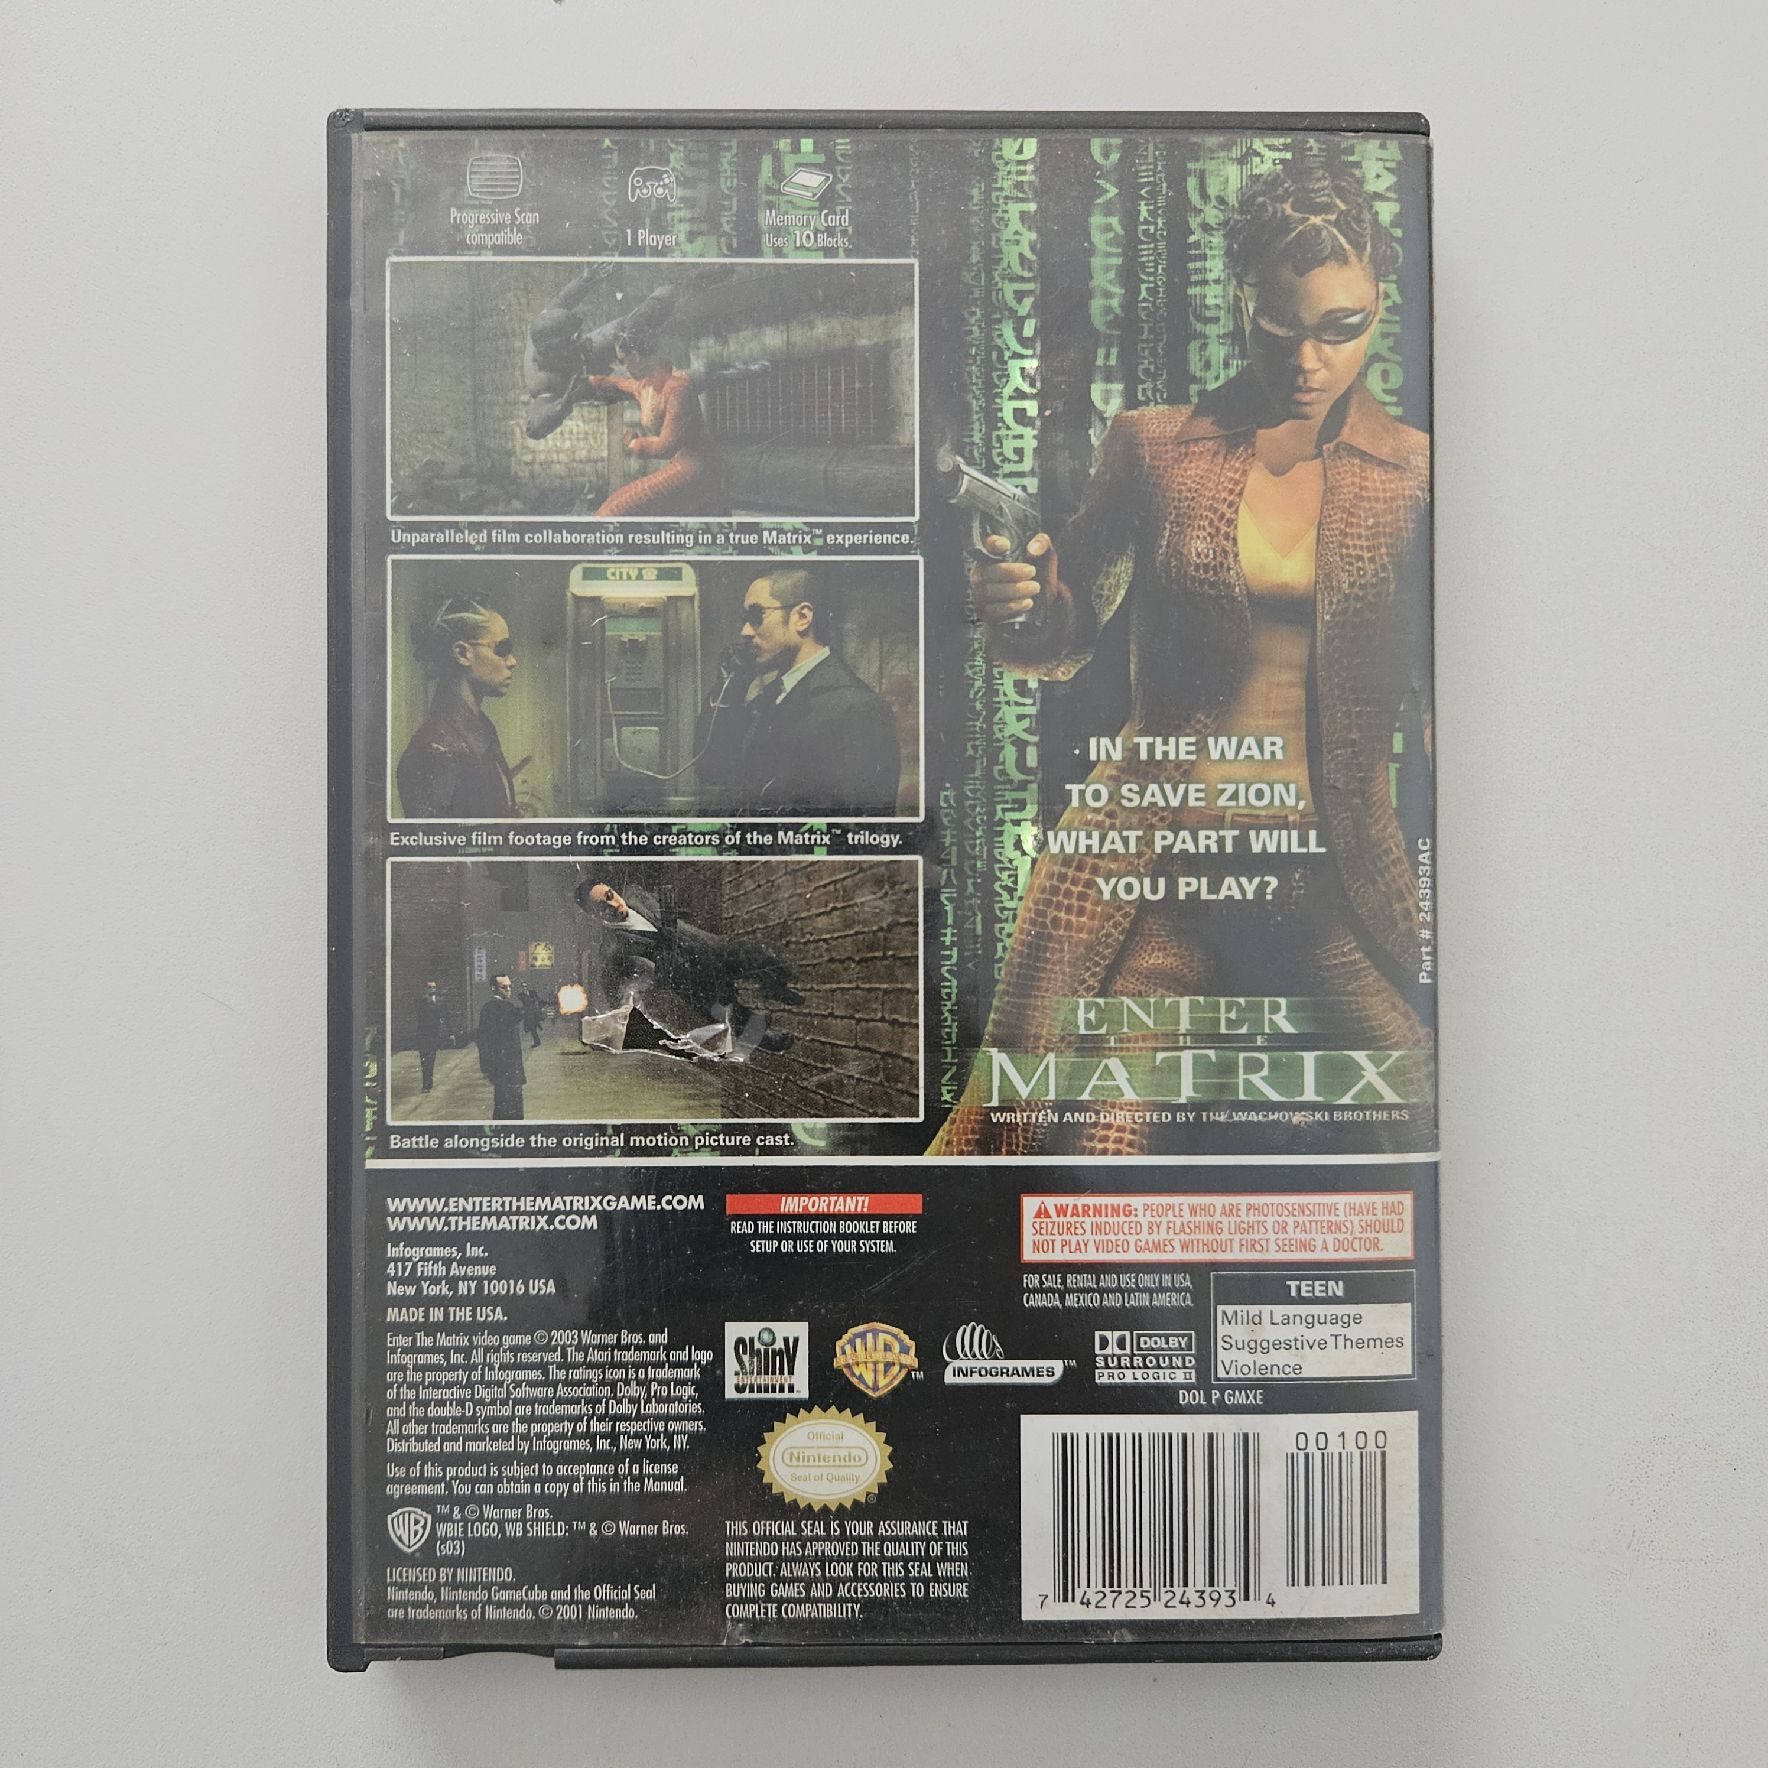 Progressive Scan
compatible
1 Player
Memory Card
Uses 10 Blocks
Unparalleled film collaboration resulting in a true Matrix™ experience.
CITY
Exclusive film footage from the creators of the Matrix™ trilogy.
Battle alongside the original motion picture cast.
IN THE WAR
TO SAVE ZION,
WHAT PART WILL
YOU PLAY?
Part # 24393AC
ENTER
THE
MATRIX
WRITTEN AND DIRECTED BY THE WACHOWSKI BROTHERS
WWW.ENTERTHEMATRIXGAME.COM
WWW.THEMATRIX.COM
Infogrames, Inc.
417 Fifth Avenue
New York, NY 10016 USA
MADE IN THE USA.
Enter The Matrix video game © 2003 Warner Bros. and
Infogrames, Inc. All rights reserved. The Atari trademark and logo
are the property of Infogrames. The ratings icon is a trademark
of the Interactive Digital Software Association. Dolby, Pro Logic,
and the double-D symbol are trademarks of Dolby Laboratories.
All other trademarks are the property of their respective owners.
Distributed and marketed by Infogrames, Inc., New York, NY.
Use of this product is subject to acceptance of a license
agreement. You can obtain a copy of this in the Manual.
WB
™ & © Warner Bros.
WBIE LOGO, WB SHIELD: ™ & © Warner Bros.
(s03)
LICENSED BY NINTENDO.
Nintendo, Nintendo GameCube and the Official Seal
are trademarks of Nintendo. © 2001 Nintendo.
IMPORTANT!
READ THE INSTRUCTION BOOKLET BEFORE
SETUP OR USE OF YOUR SYSTEM.
Shiny
ENTERTAINMENT
WB ™
INFOGRAMES™
DOLBY
SURROUND
PRO LOGIC II
Official
Nintendo
Seal of Quality
®
THIS OFFICIAL SEAL IS YOUR ASSURANCE THAT
NINTENDO HAS APPROVED THE QUALITY OF THIS
PRODUCT. ALWAYS LOOK FOR THIS SEAL WHEN
BUYING GAMES AND ACCESSORIES TO ENSURE
COMPLETE COMPATIBILITY.
WARNING: PEOPLE WHO ARE PHOTOSENSITIVE (HAVE HAD
SEIZURES INDUCED BY FLASHING LIGHTS OR PATTERNS) SHOULD
NOT PLAY VIDEO GAMES WITHOUT FIRST SEEING A DOCTOR.
FOR SALE, RENTAL AND USE ONLY IN USA,
CANADA, MEXICO AND LATIN AMERICA.
TEEN
Mild Language
Suggestive Themes
Violence
DOL P GMXE
00100
7 42725 24393 4